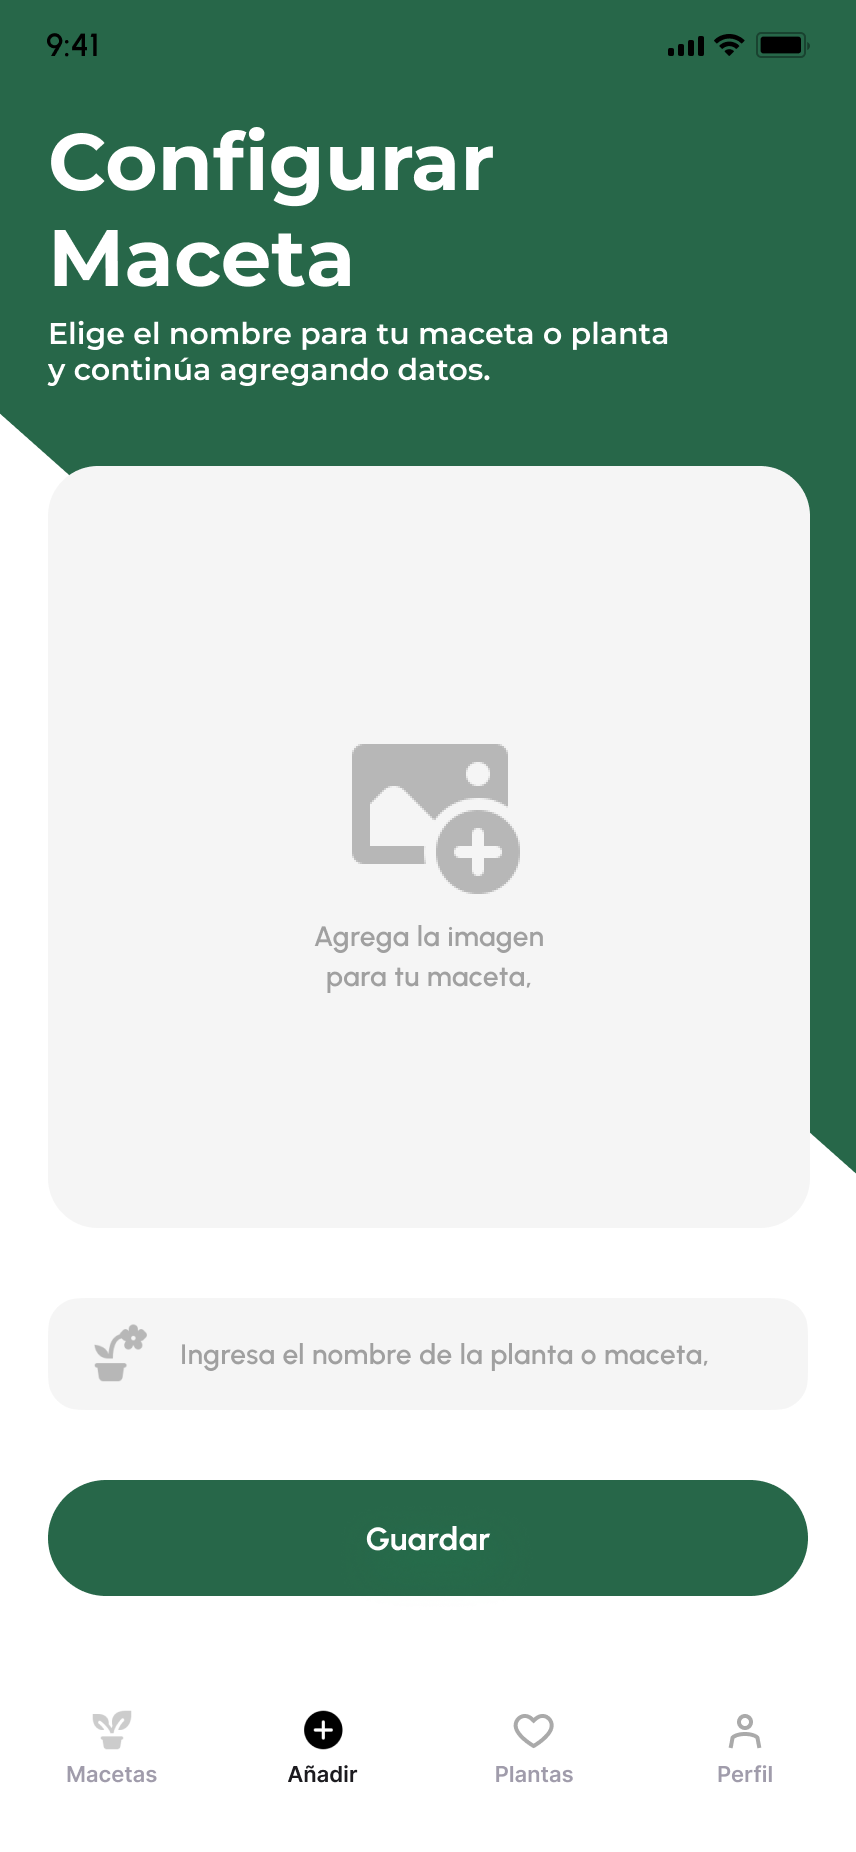 9:41
Configurar
Maceta
Elige el nombre para tu maceta o planta
y continúa agregando datos.
Agrega la imagen
para tu maceta,
Ingresa el nombre de la planta o maceta,
Guardar
Macetas
Añadir
Plantas
Perfil